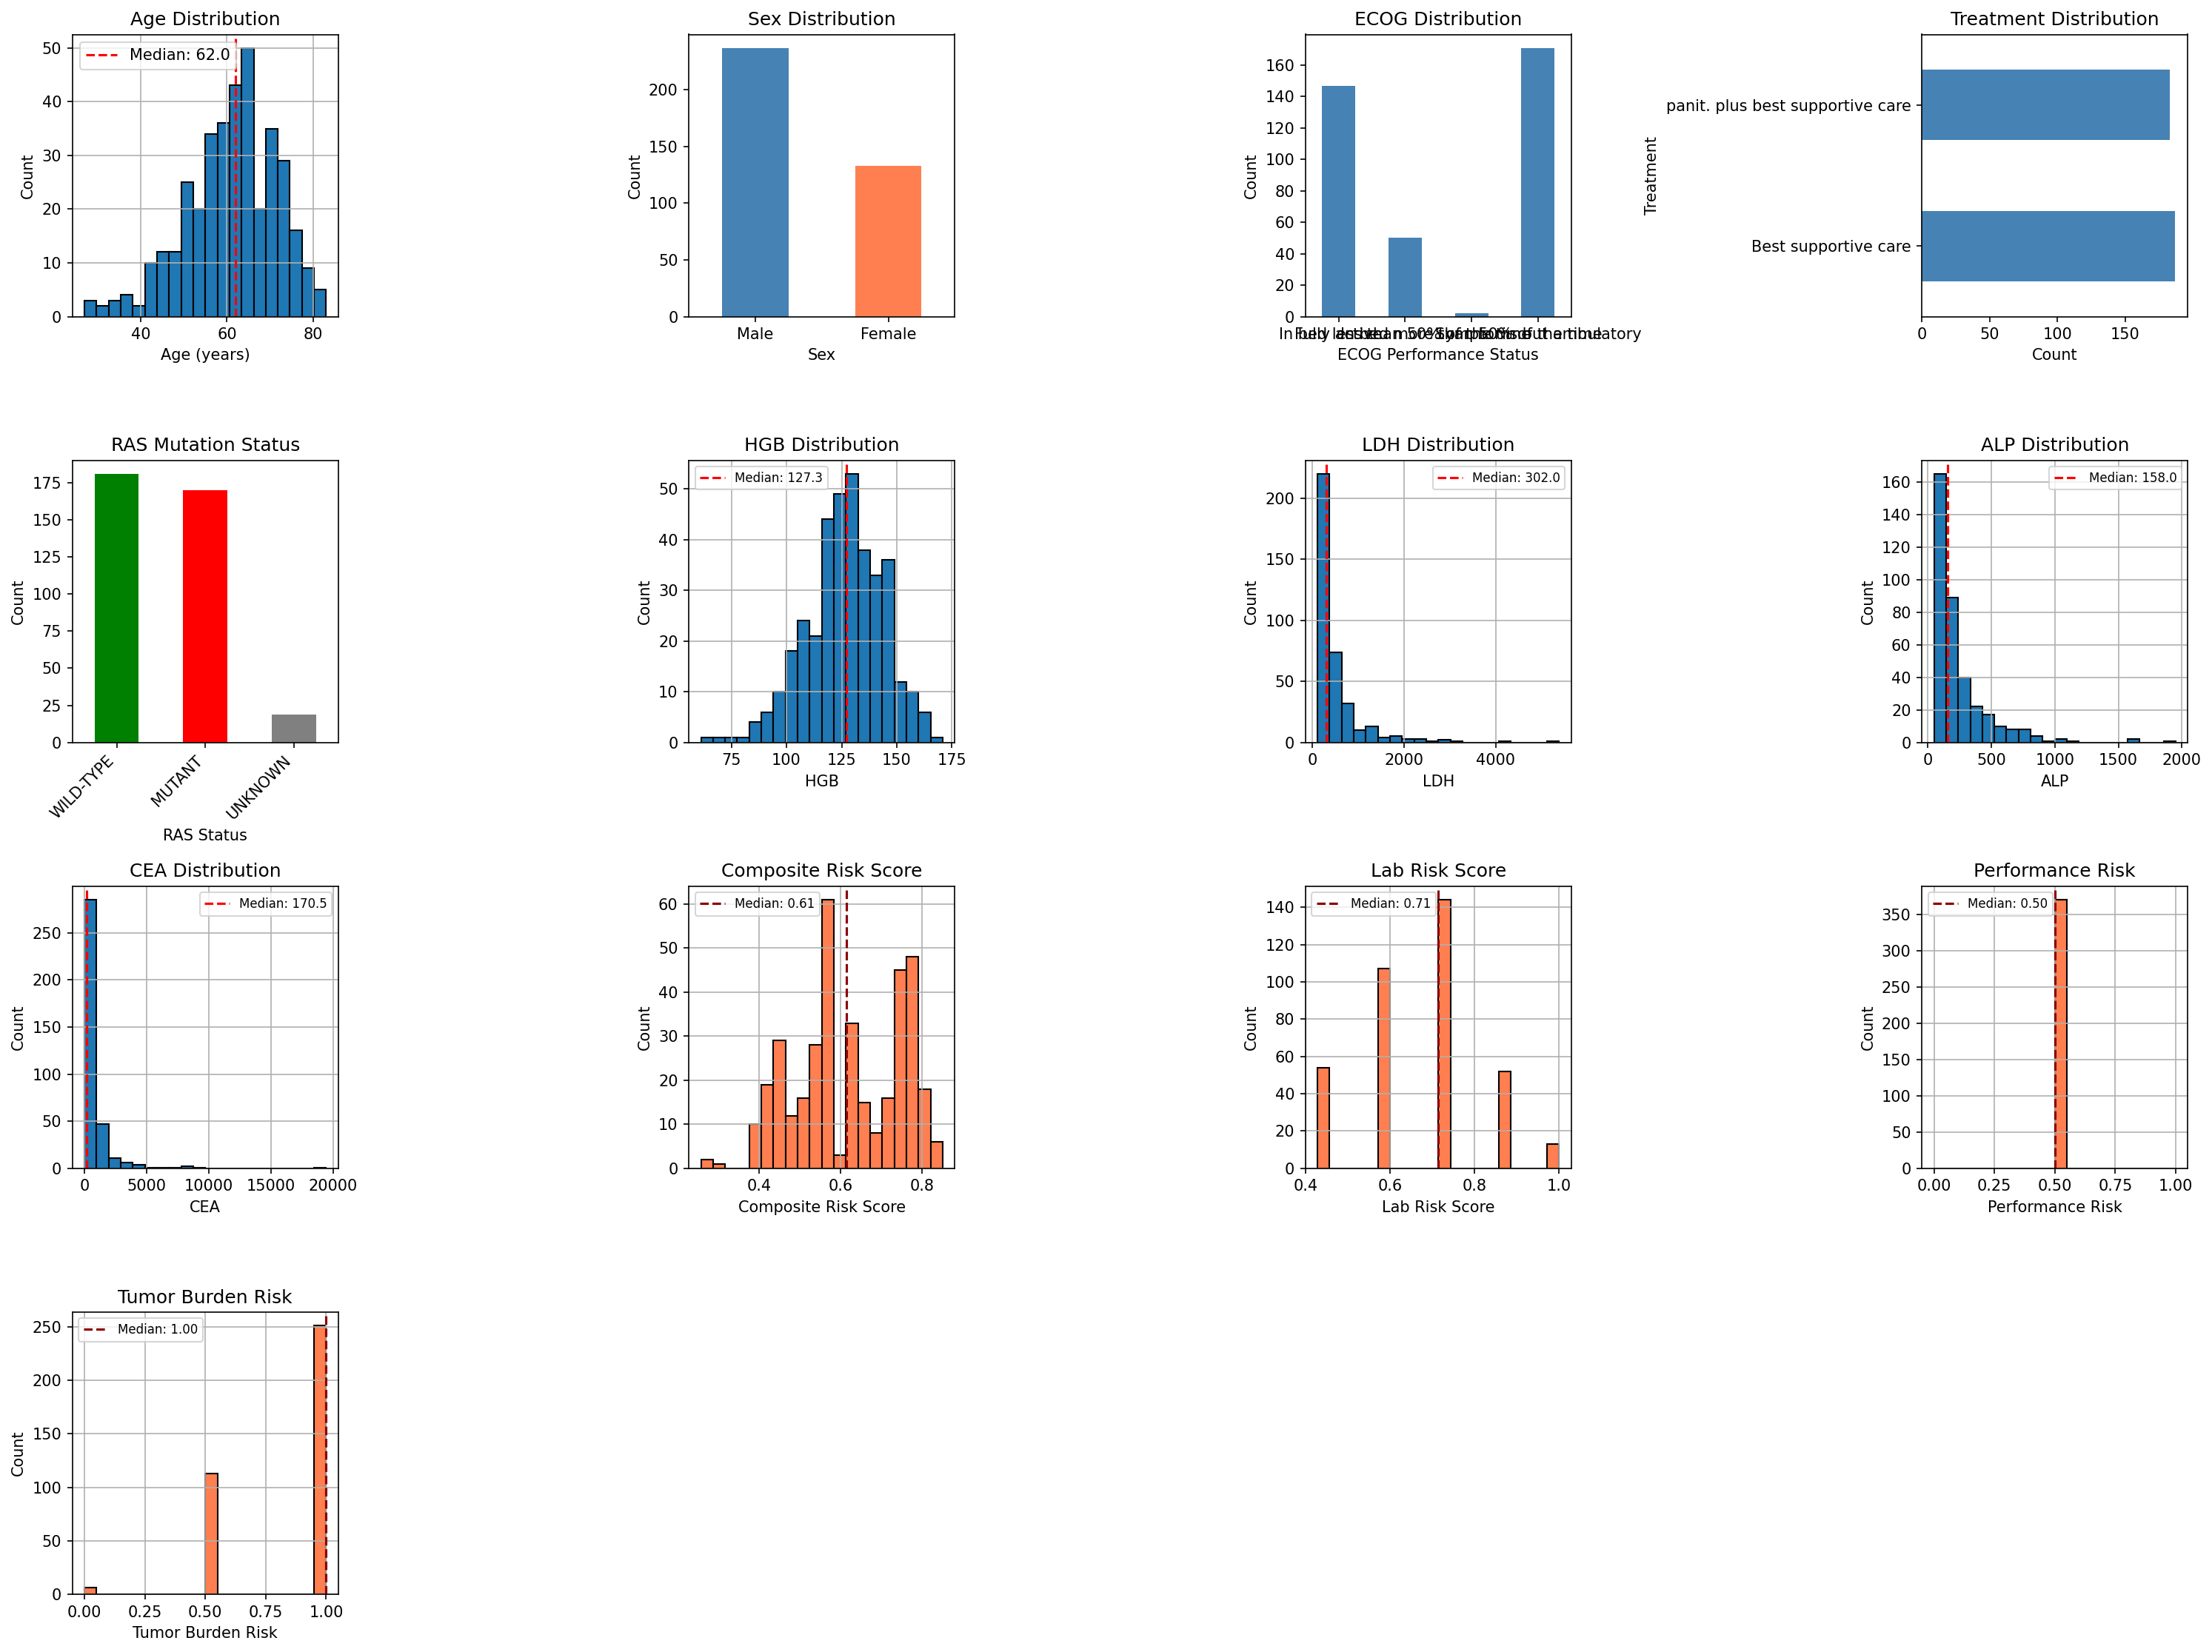 Age Distribution
Count
50
40
30
20
10
0
Median: 62.0
40 60 80
Age (years)
Sex Distribution
Count
200
150
100
50
0
Male Female
Sex
ECOG Distribution
Count
160
140
120
100
80
60
40
20
0
ECOG Performance Status
Treatment Distribution
Treatment
panit. plus best supportive care
Best supportive care
0 50 100 150
Count
RAS Mutation Status
Count
175
150
125
100
75
50
25
0
WILD-TYPE
MUTANT
UNKNOWN
RAS Status
HGB Distribution
Count
50
40
30
20
10
0
Median: 127.3
75 100 125 150 175
HGB
LDH Distribution
Count
200
150
100
50
0
Median: 302.0
0 2000 4000
LDH
ALP Distribution
Count
160
140
120
100
80
60
40
20
0
Median: 158.0
0 500 1000 1500 2000
ALP
CEA Distribution
Count
250
200
150
100
50
0
Median: 170.5
0 5000 10000 15000 20000
CEA
Composite Risk Score
Count
60
50
40
30
20
10
0
Median: 0.61
0.4 0.6 0.8
Composite Risk Score
Lab Risk Score
Count
140
120
100
80
60
40
20
0
Median: 0.71
0.4 0.6 0.8 1.0
Lab Risk Score
Performance Risk
Count
350
300
250
200
150
100
50
0
Median: 0.50
0.00 0.25 0.50 0.75 1.00
Performance Risk
Tumor Burden Risk
Count
250
200
150
100
50
0
Median: 1.00
0.00 0.25 0.50 0.75 1.00
Tumor Burden Risk